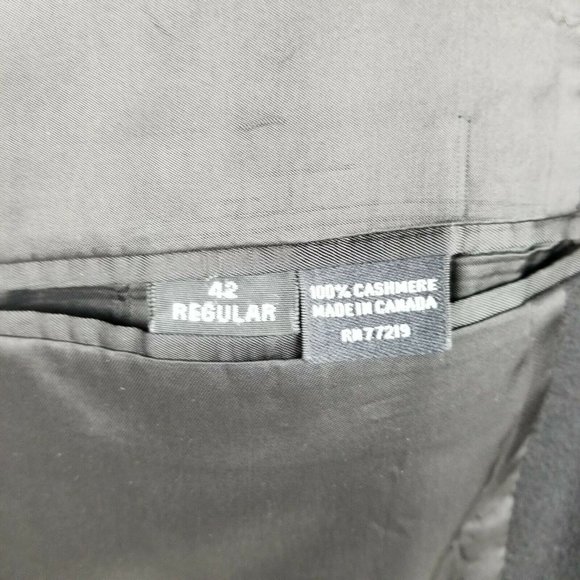 42
REGULAR
100% CASHMERE
MADE IN CANADA
RN 77219